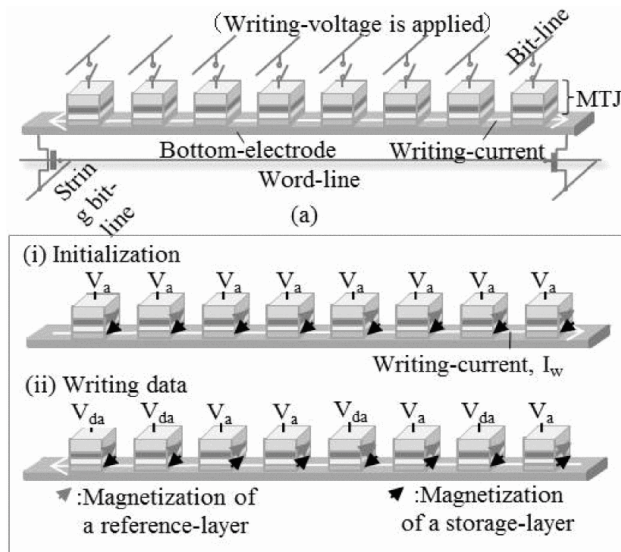 (Writing-voltage is applied)
Bit-line
MTJ
Bottom-electrode
Writing-current
Word-line
Strin
g bit-
line
(a)
(i) Initialization
Va Va Va Va Va Va Va Va
Writing-current, Iw
(ii) Writing data
Vda Vda Va Va Vda Va Vda Va
:Magnetization of
a reference-layer
:Magnetization
of a storage-layer